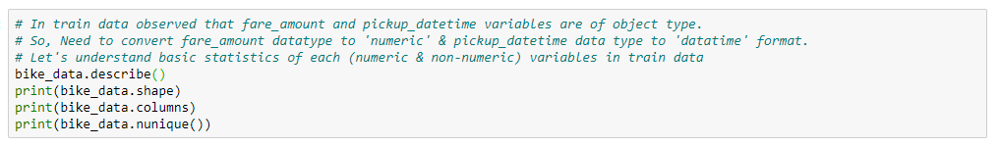 # In train data observed that fare_amount and pickup_datetime variables are of object type.
# So, Need to convert fare_amount datatype to 'numeric' & pickup_datetime data type to 'datatime' format.
# Let's understand basic statistics of each (numeric & non-numeric) variables in train data
bike_data.describe()
print(bike_data.shape)
print(bike_data.columns)
print(bike_data.nunique())